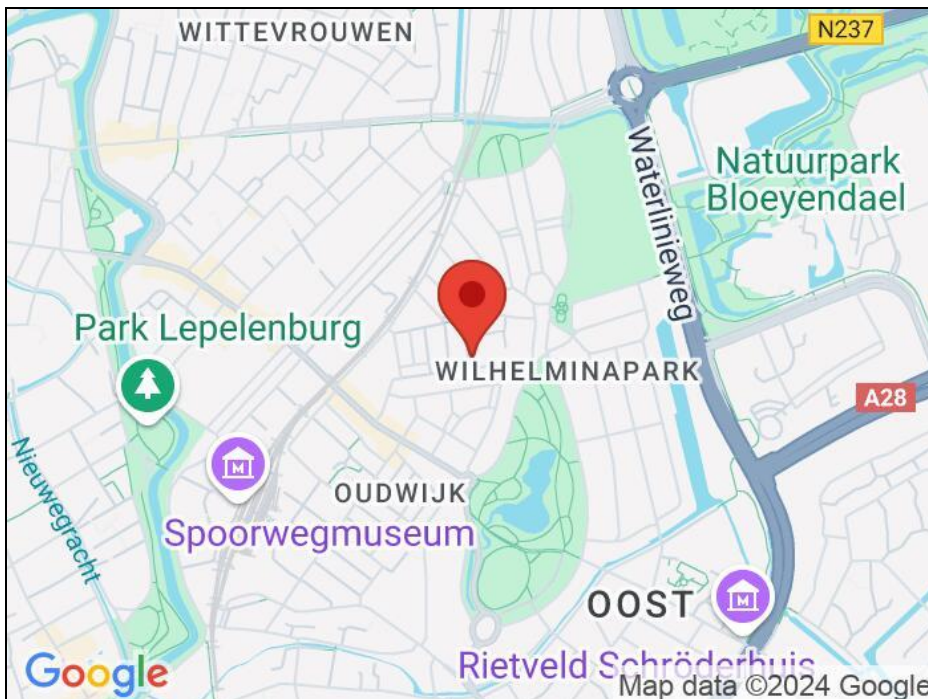 WITTEVROUWEN
N237
Waterlinieweg
Natuurpark
Bloeyendael
Park Lepelenburg
WILHELMINAPARK
A28
Nieuwegracht
M
OUDWIJK
Spoorwegmuseum
OOST
M
Rietveld Schröderhuis
Google
Map data ©2024 Google